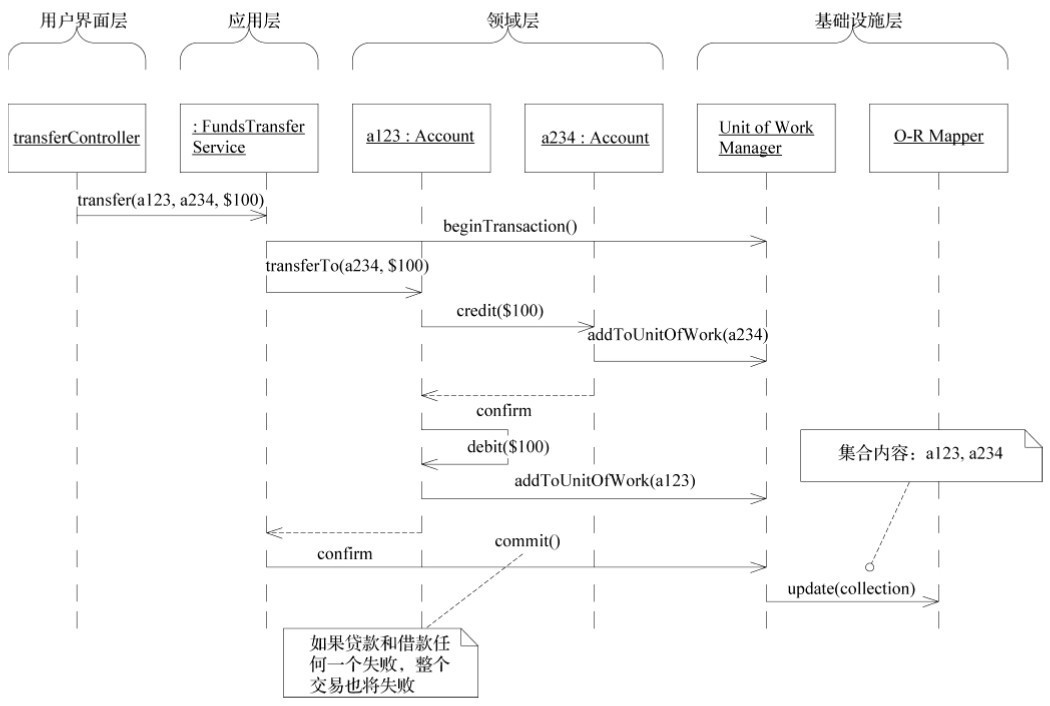 用户界面层
应用层
领域层
基础设施层
transferController
: FundsTransfer
Service
a123 : Account
a234 : Account
Unit of Work
Manager
O-R Mapper
transfer(a123, a234, $100)
beginTransaction()
transferTo(a234, $100)
credit($100)
addToUnitOfWork(a234)
confirm
debit($100)
集合内容：a123, a234
addToUnitOfWork(a123)
commit()
confirm
update(collection)
如果贷款和借款任
何一个失败，整个
交易也将失败